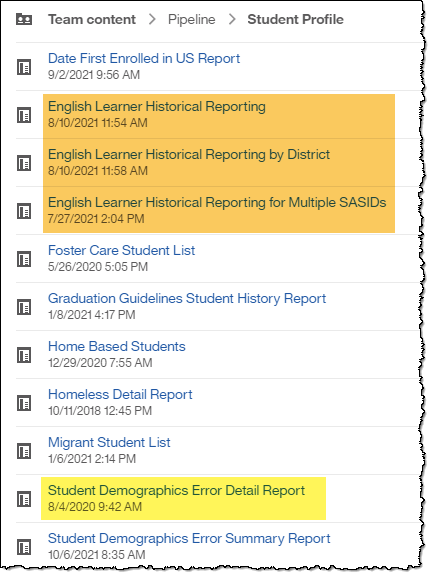 Team content > Pipeline > Student Profile
Date First Enrolled in US Report
9/2/2021 9:56 AM
English Learner Historical Reporting
8/10/2021 11:54 AM
English Learner Historical Reporting by District
8/10/2021 11:58 AM
English Learner Historical Reporting for Multiple SASIDs
7/27/2021 2:04 PM
Foster Care Student List
5/26/2020 5:05 PM
Graduation Guidelines Student History Report
1/8/2021 4:17 PM
Home Based Students
12/29/2020 7:55 AM
Homeless Detail Report
10/11/2018 12:45 PM
Migrant Student List
1/6/2021 2:14 PM
Student Demographics Error Detail Report
8/4/2020 9:42 AM
Student Demographics Error Summary Report
10/6/2021 8:35 AM